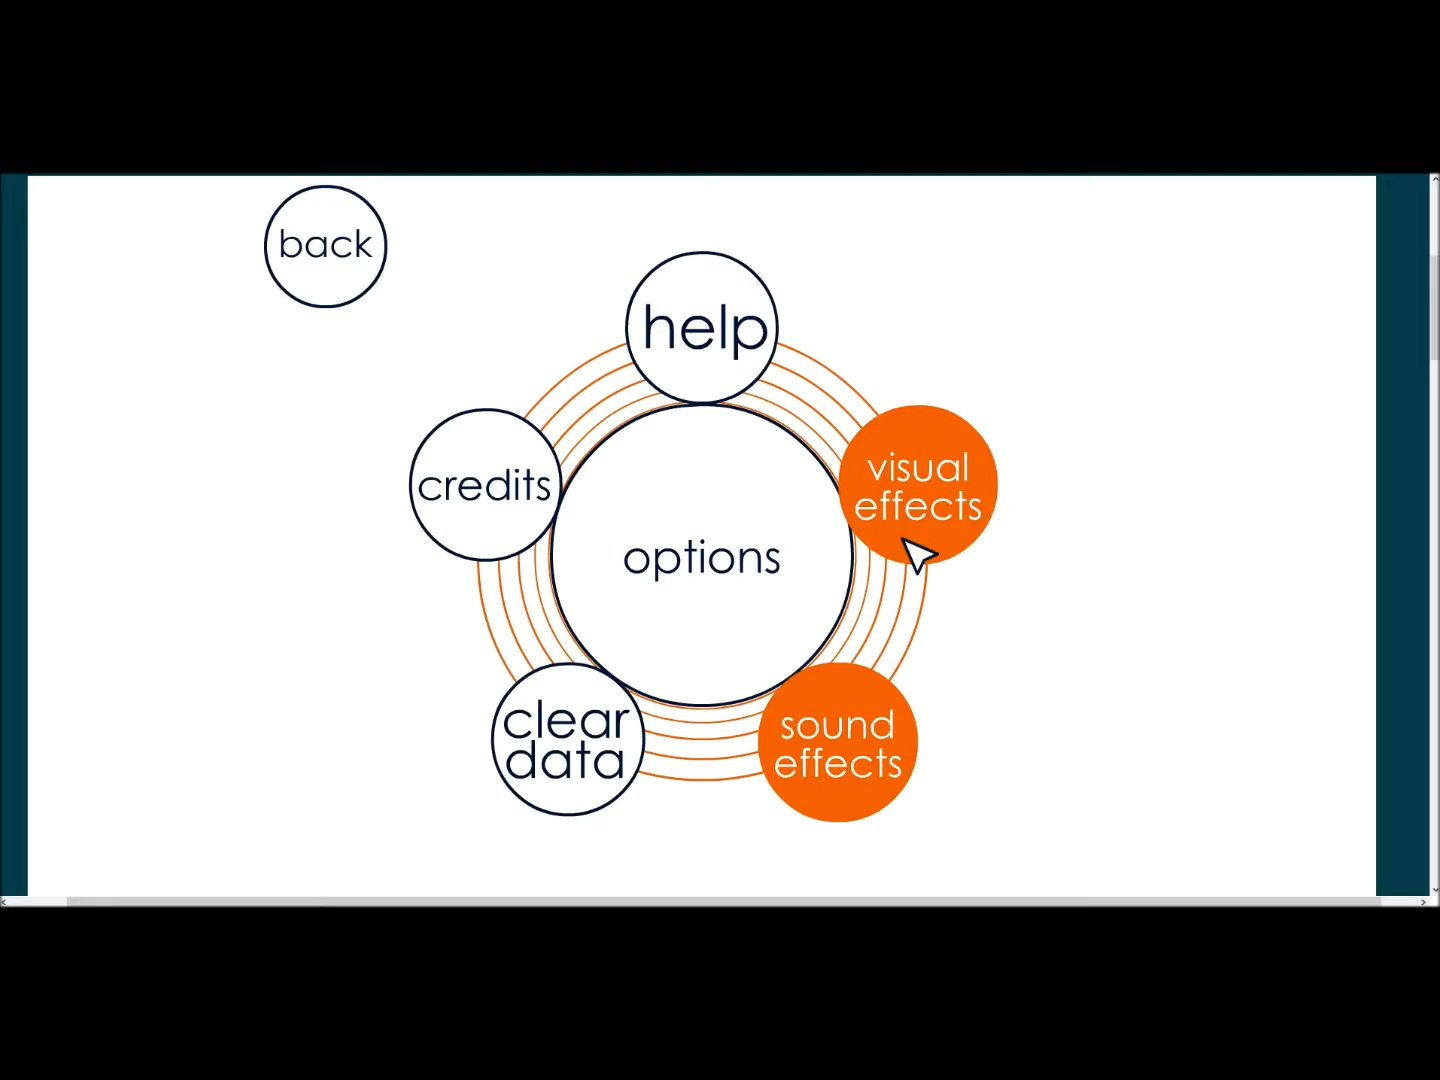 back
help
visual
effects
credits
options
clear
data
sound
effects